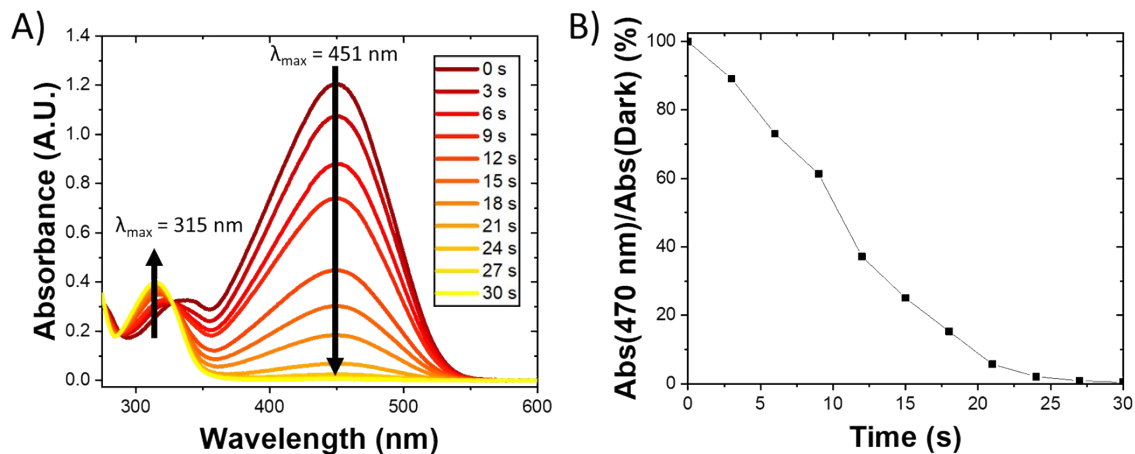 A)
Absorbance (A.U.)
1.4
1.2
1.0
0.8
0.6
0.4
0.2
0.0
λmax = 451 nm
λmax = 315 nm
0 s
3 s
6 s
9 s
12 s
15 s
18 s
21 s
24 s
27 s
30 s
300
400
500
600
Wavelength (nm)
B)
Abs(470 nm)/Abs(Dark) (%)
100
80
60
40
20
0
0
5
10
15
20
25
30
Time (s)